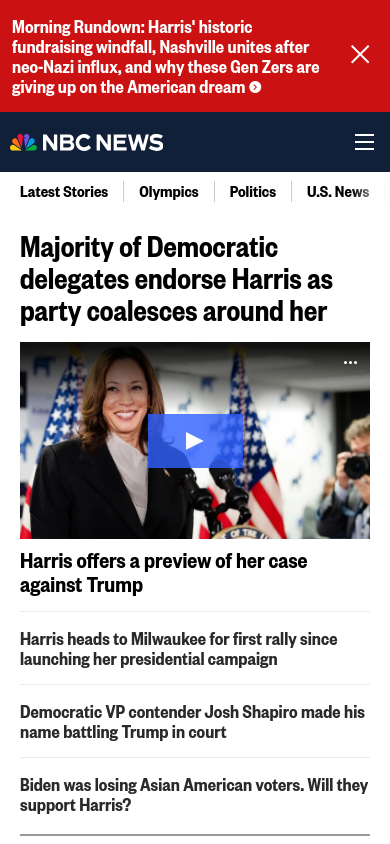 Morning Rundown: Harris' historic
fundraising windfall, Nashville unites after
neo-Nazi influx, and why these Gen Zers are
giving up on the American dream
NBC NEWS
Latest Stories Olympics Politics U.S. News
Majority of Democratic
delegates endorse Harris as
party coalesces around her
Harris offers a preview of her case
against Trump
Harris heads to Milwaukee for first rally since
launching her presidential campaign
Democratic VP contender Josh Shapiro made his
name battling Trump in court
Biden was losing Asian American voters. Will they
support Harris?